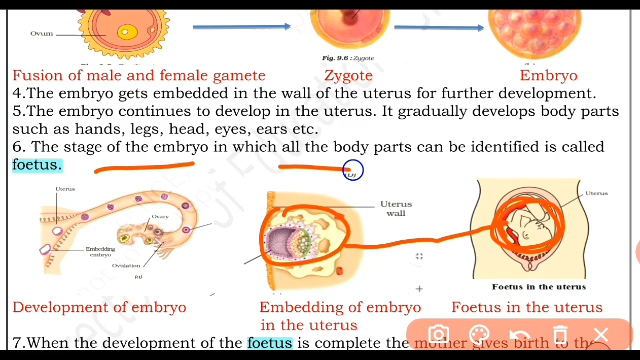 Ovum
Fig. 9.6 Zygote
Fusion of male and female gamete
Zygote
Embryo
4.The embryo gets embedded in the wall of the uterus for further development.
5.The embryo continues to develop in the uterus. It gradually develops body parts
such as hands, legs, head, eyes, ears etc.
6. The stage of the embryo in which all the body parts can be identified is called
foetus.
Uterus
Ovary
Embedding
embryo
Ovulation
(a)
Uterus
wall
Uterus
Foetus in the uterus
Development of embryo
Embedding of embryo
in the uterus
Foetus in the uterus
7.When the development of the foetus is complete the mother gives birth to the